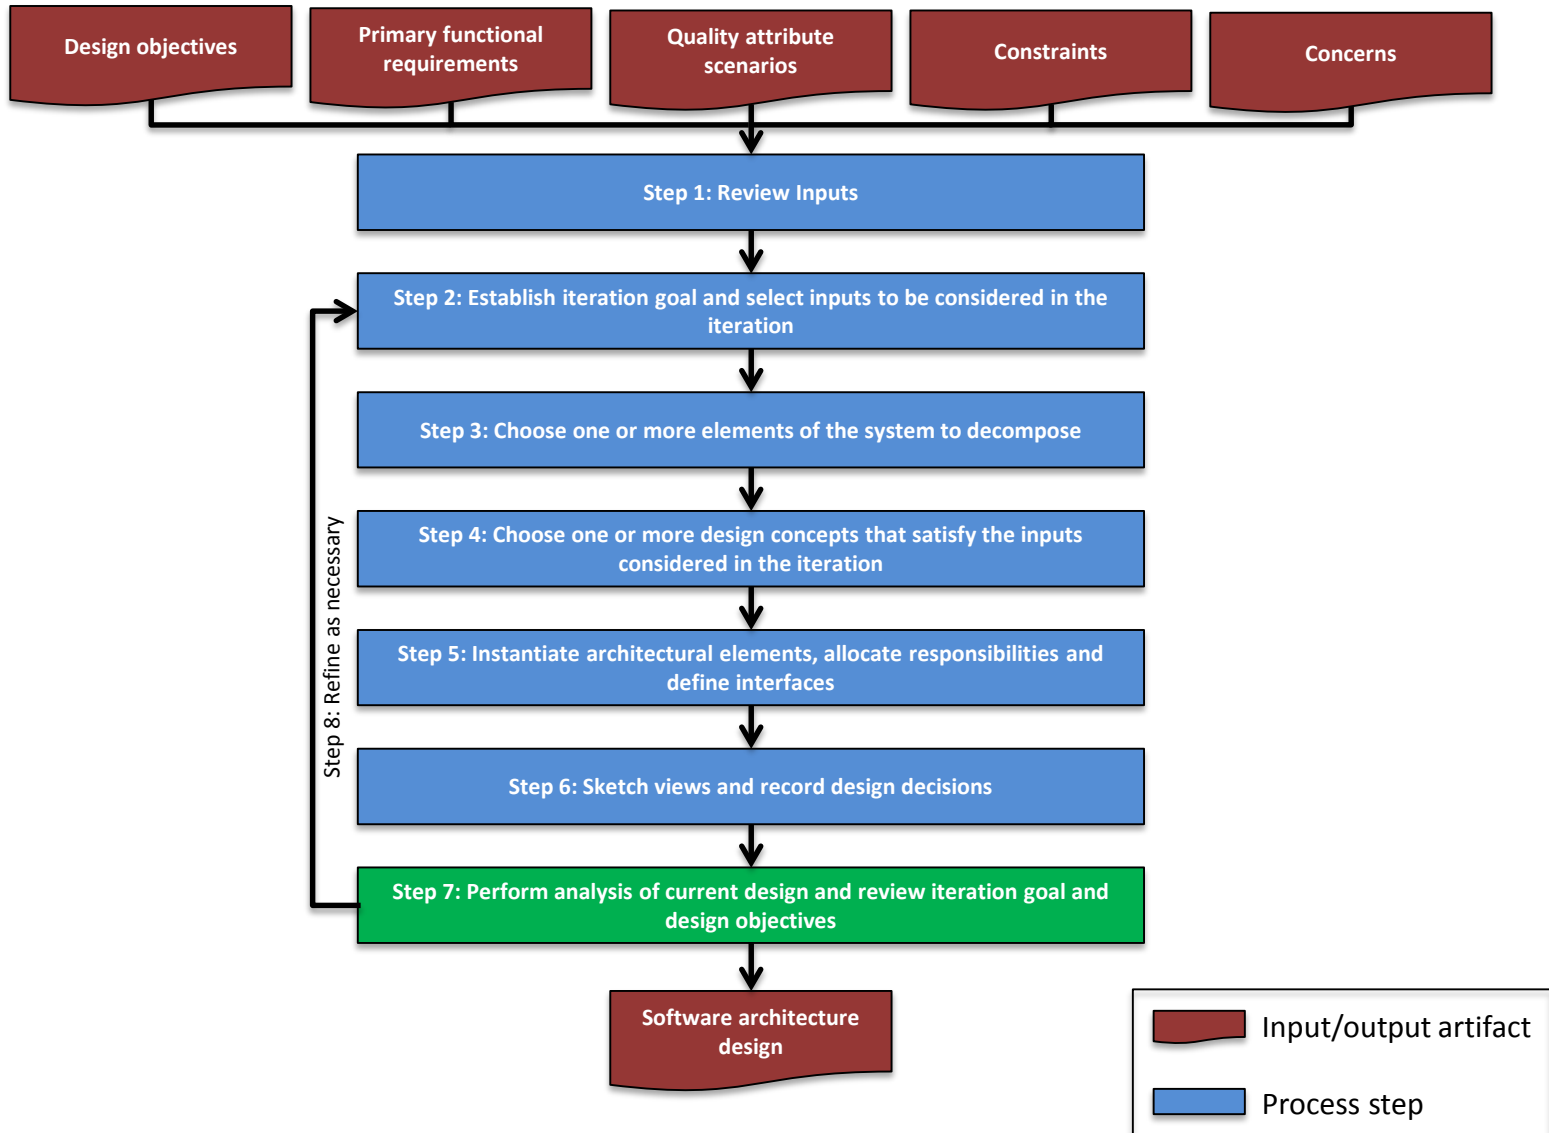 Design objectives
Primary functional
requirements
Quality attribute
scenarios
Constraints
Concerns
Step 1: Review Inputs
Step 2: Establish iteration goal and select inputs to be considered in the
iteration
Step 3: Choose one or more elements of the system to decompose
Step 4: Choose one or more design concepts that satisfy the inputs
considered in the iteration
Step 5: Instantiate architectural elements, allocate responsibilities and
define interfaces
Step 6: Sketch views and record design decisions
Step 7: Perform analysis of current design and review iteration goal and
design objectives
Step 8: Refine as necessary
Software architecture
design
Input/output artifact
Process step